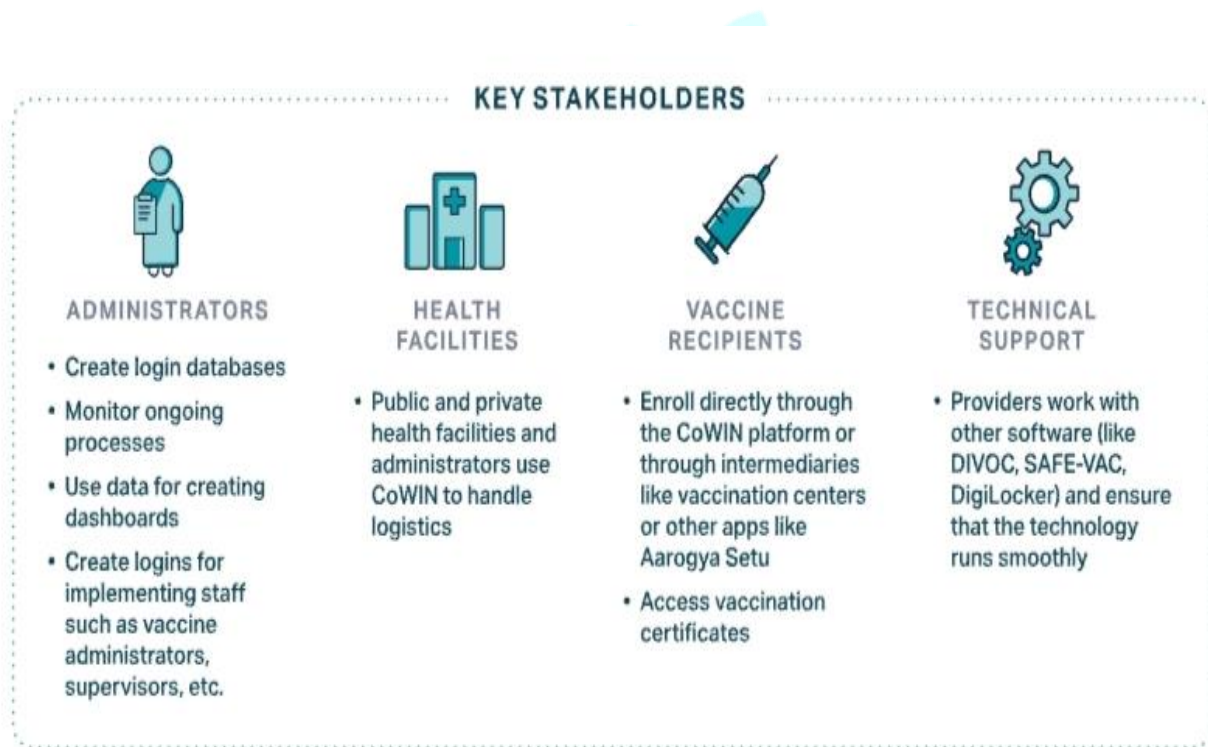 KEY STAKEHOLDERS
ADMINISTRATORS
• Create login databases
• Monitor ongoing
processes
• Use data for creating
dashboards
• Create logins for
implementing staff
such as vaccine
administrators,
supervisors, etc.
HEALTH
FACILITIES
• Public and private
health facilities and
administrators use
CoWIN to handle
logistics
VACCINE
RECIPIENTS
• Enroll directly through
the CoWIN platform or
through intermediaries
like vaccination centers
or other apps like
Aarogya Setu
• Access vaccination
certificates
TECHNICAL
SUPPORT
• Providers work with
other software (like
DIVOC, SAFE-VAC,
DigiLocker) and ensure
that the technology
runs smoothly